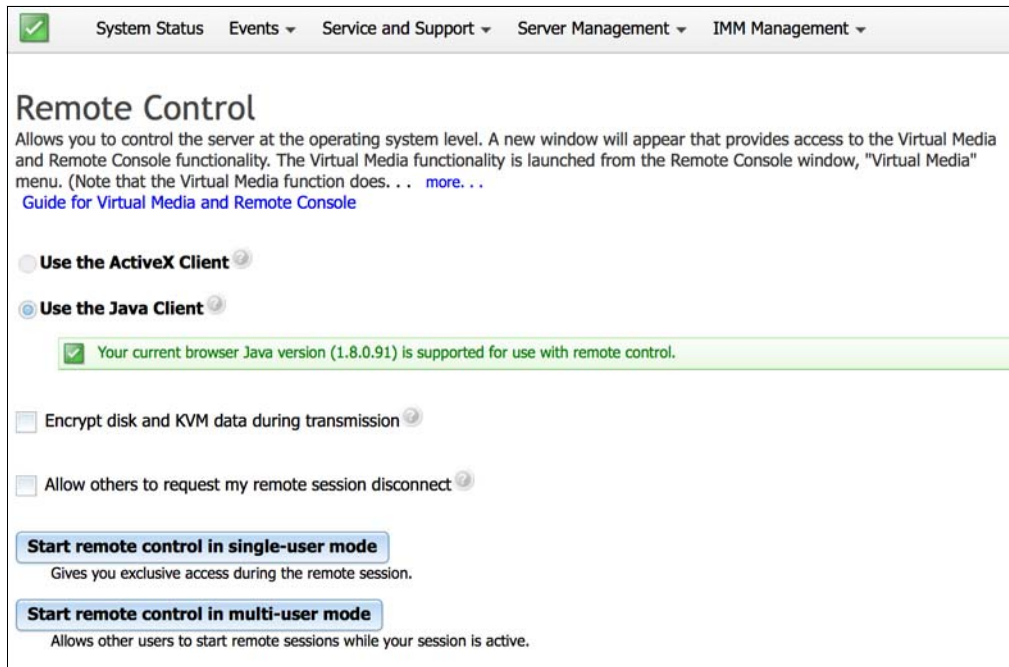 System Status Events Service and Support Server Management IMM Management
Remote Control
Allows you to control the server at the operating system level. A new window will appear that provides access to the Virtual Media
and Remote Console functionality. The Virtual Media functionality is launched from the Remote Console window, "Virtual Media"
menu. (Note that the Virtual Media function does. . . more. . .
Guide for Virtual Media and Remote Console
Use the ActiveX Client ?
Use the Java Client ?
Your current browser Java version (1.8.0.91) is supported for use with remote control.
Encrypt disk and KVM data during transmission ?
Allow others to request my remote session disconnect ?
Start remote control in single-user mode
Gives you exclusive access during the remote session.
Start remote control in multi-user mode
Allows other users to start remote sessions while your session is active.